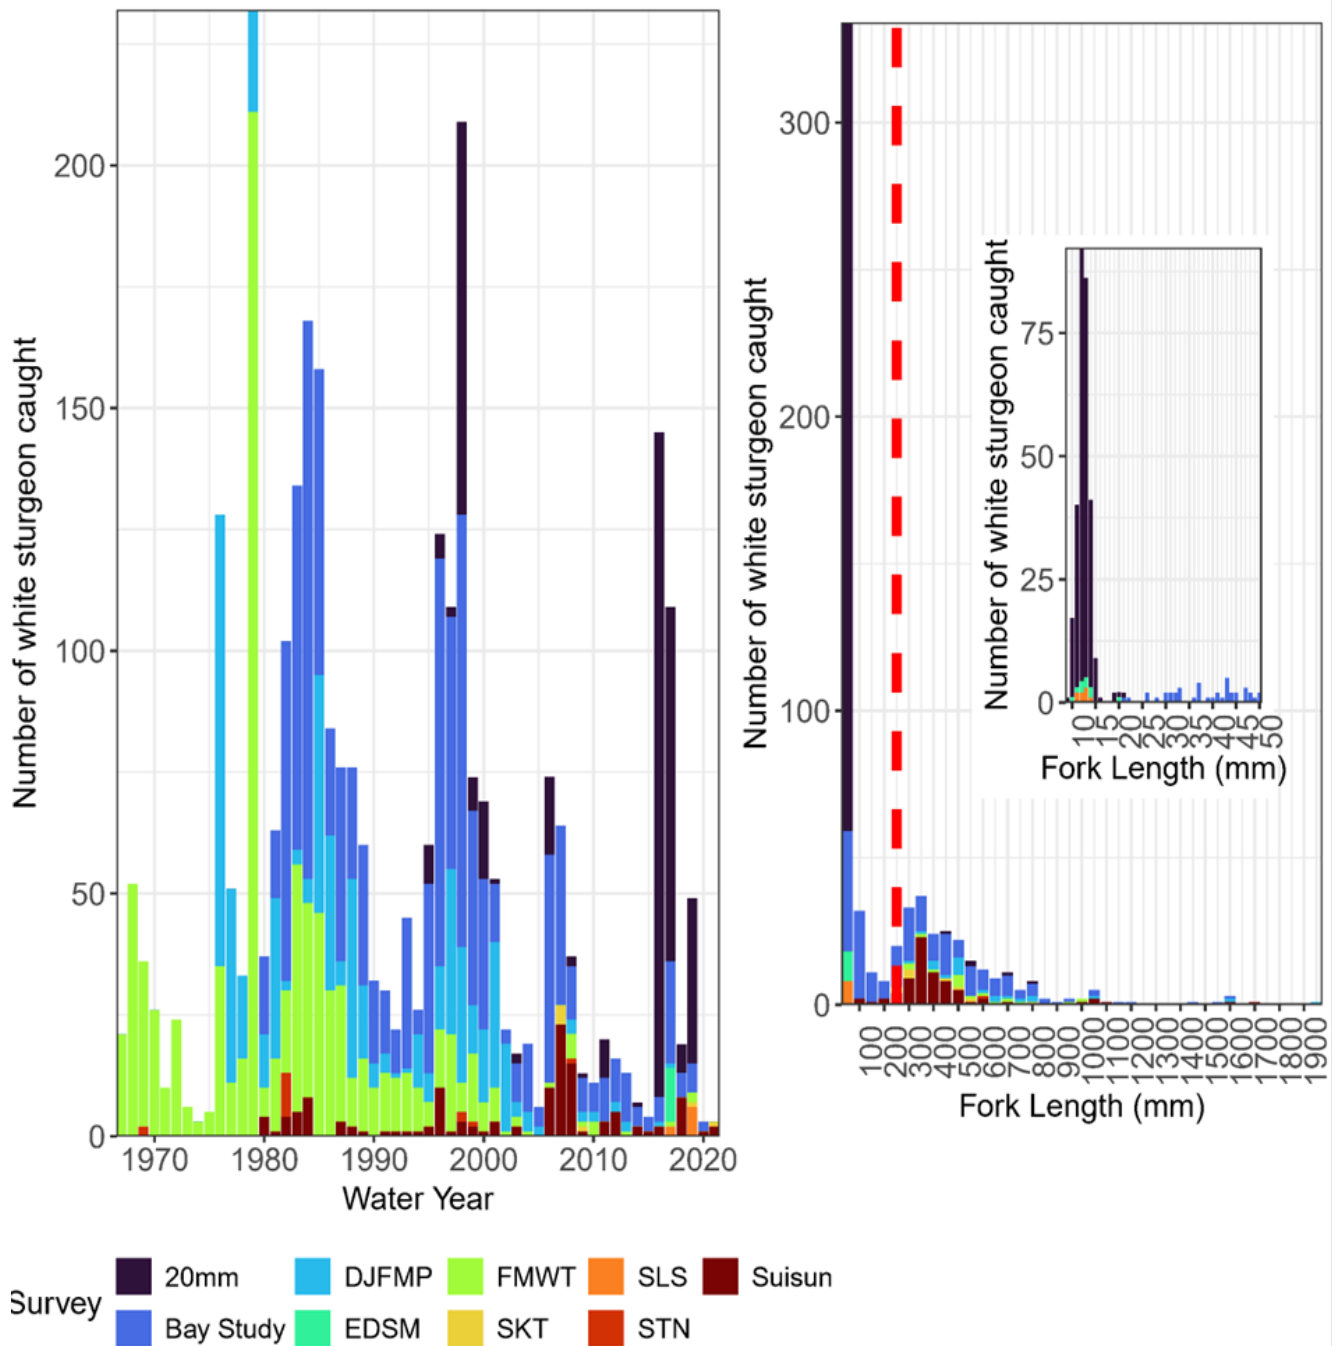 Number of white sturgeon caught
200
150
100
50
0
1970
1980
1990
2000
2010
2020
Water Year
Number of white sturgeon caught
300
200
100
0
100
200
300
400
500
600
700
800
900
1000
1100
1200
1300
1400
1500
1600
1700
1800
1900
Fork Length (mm)
Number of white sturgeon caught
75
50
25
0
10
15
20
25
30
35
40
45
50
Fork Length (mm)
Survey
20mm
DJFMP
FMWT
SLS
Suisun
Bay Study
EDSM
SKT
STN